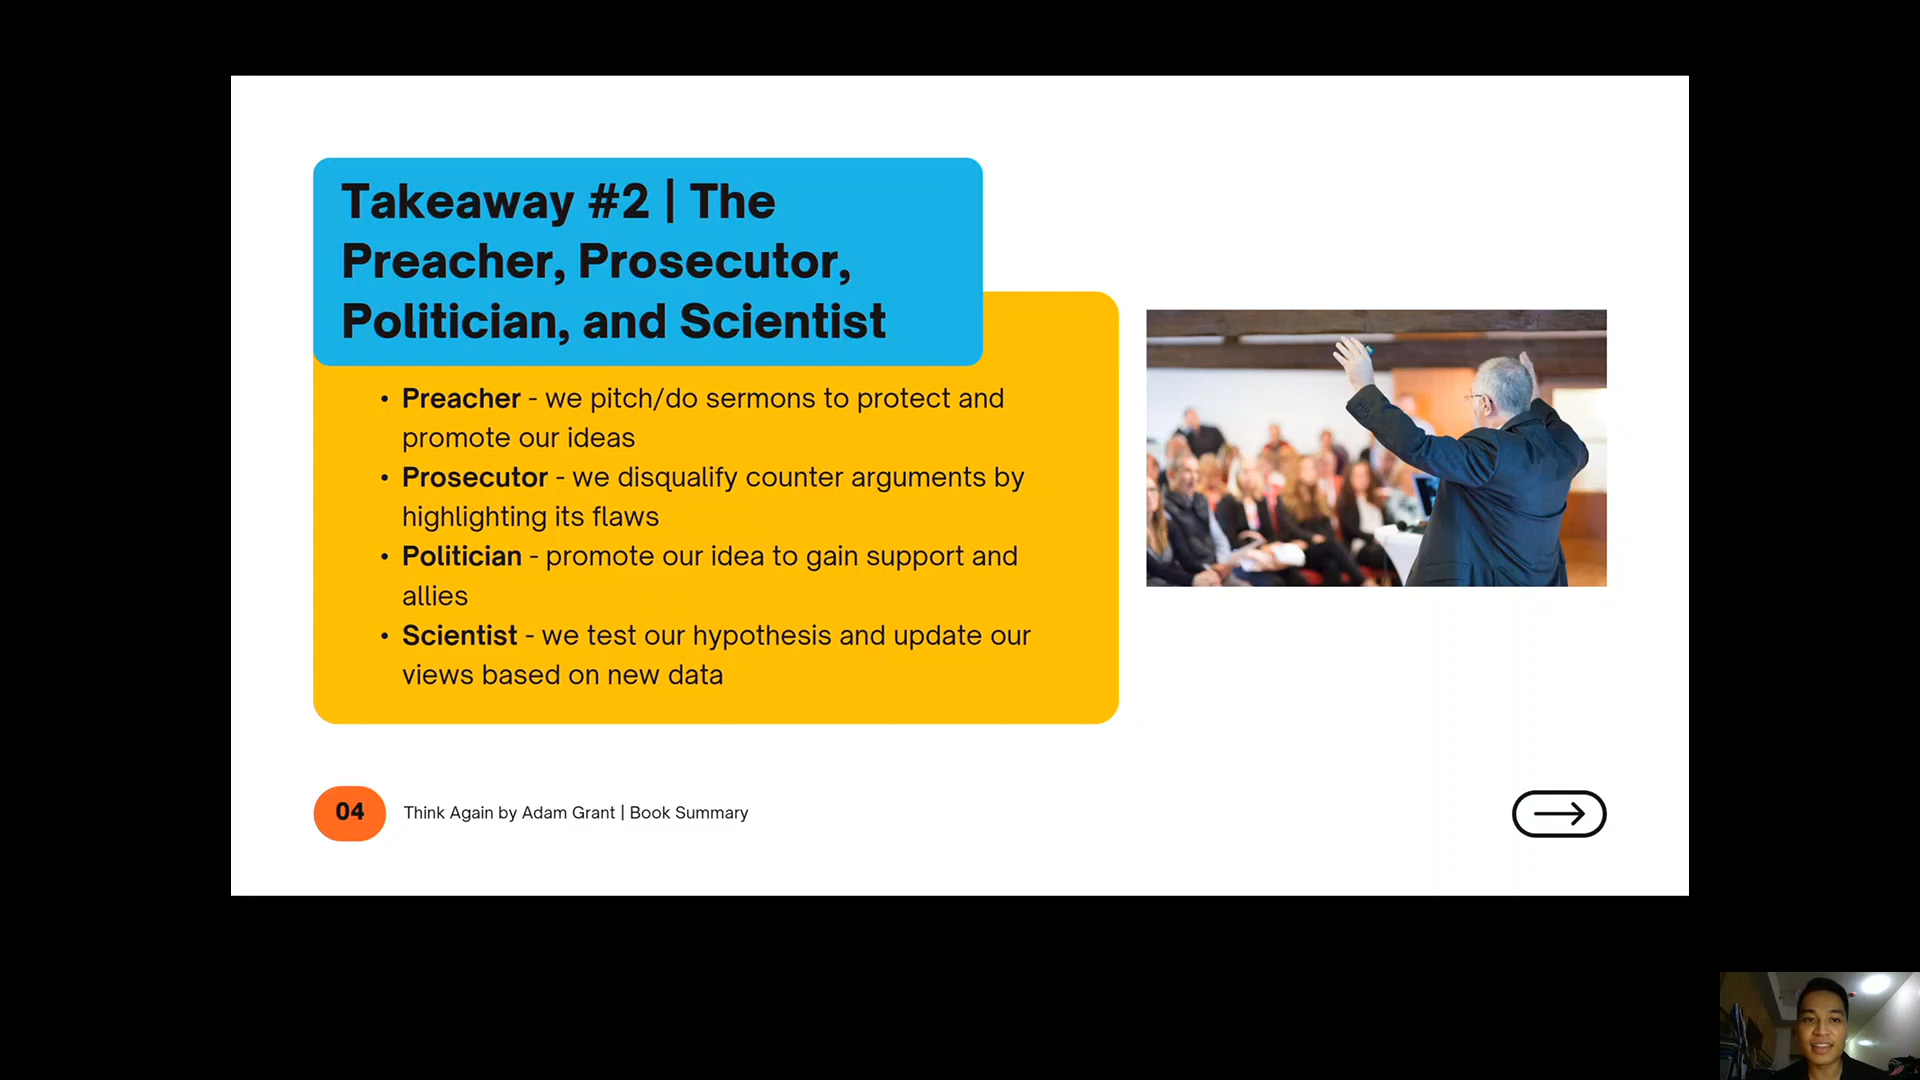 Takeaway #2 | The
Preacher, Prosecutor,
Politician, and Scientist
• Preacher - we pitch/do sermons to protect and
promote our ideas
• Prosecutor - we disqualify counter arguments by
highlighting its flaws
• Politician - promote our idea to gain support and
allies
• Scientist - we test our hypothesis and update our
views based on new data
04
Think Again by Adam Grant | Book Summary